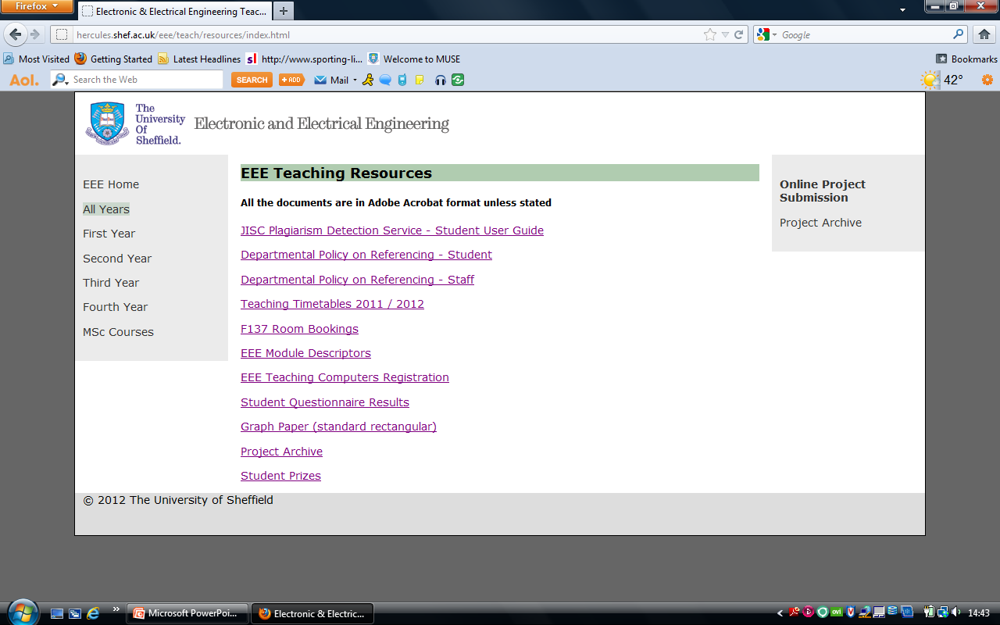 Firefox
Electronic & Electrical Engineering Teac...
hercules.shef.ac.uk/eee/teach/resources/index.html
Google
Most Visited
Getting Started
Latest Headlines
http://www.sporting-li...
Welcome to MUSE
Bookmarks
Aol.
Search the Web
SEARCH
+ ADD
Mail
42°
The
University
Of
Sheffield.
Electronic and Electrical Engineering
EEE Home
All Years
First Year
Second Year
Third Year
Fourth Year
MSc Courses
EEE Teaching Resources
All the documents are in Adobe Acrobat format unless stated
JISC Plagiarism Detection Service - Student User Guide
Departmental Policy on Referencing - Student
Departmental Policy on Referencing - Staff
Teaching Timetables 2011 / 2012
F137 Room Bookings
EEE Module Descriptors
EEE Teaching Computers Registration
Student Questionnaire Results
Graph Paper (standard rectangular)
Project Archive
Student Prizes
Online Project
Submission
Project Archive
© 2012 The University of Sheffield
Microsoft PowerPoi...
Electronic & Electric...
ovi
14:43